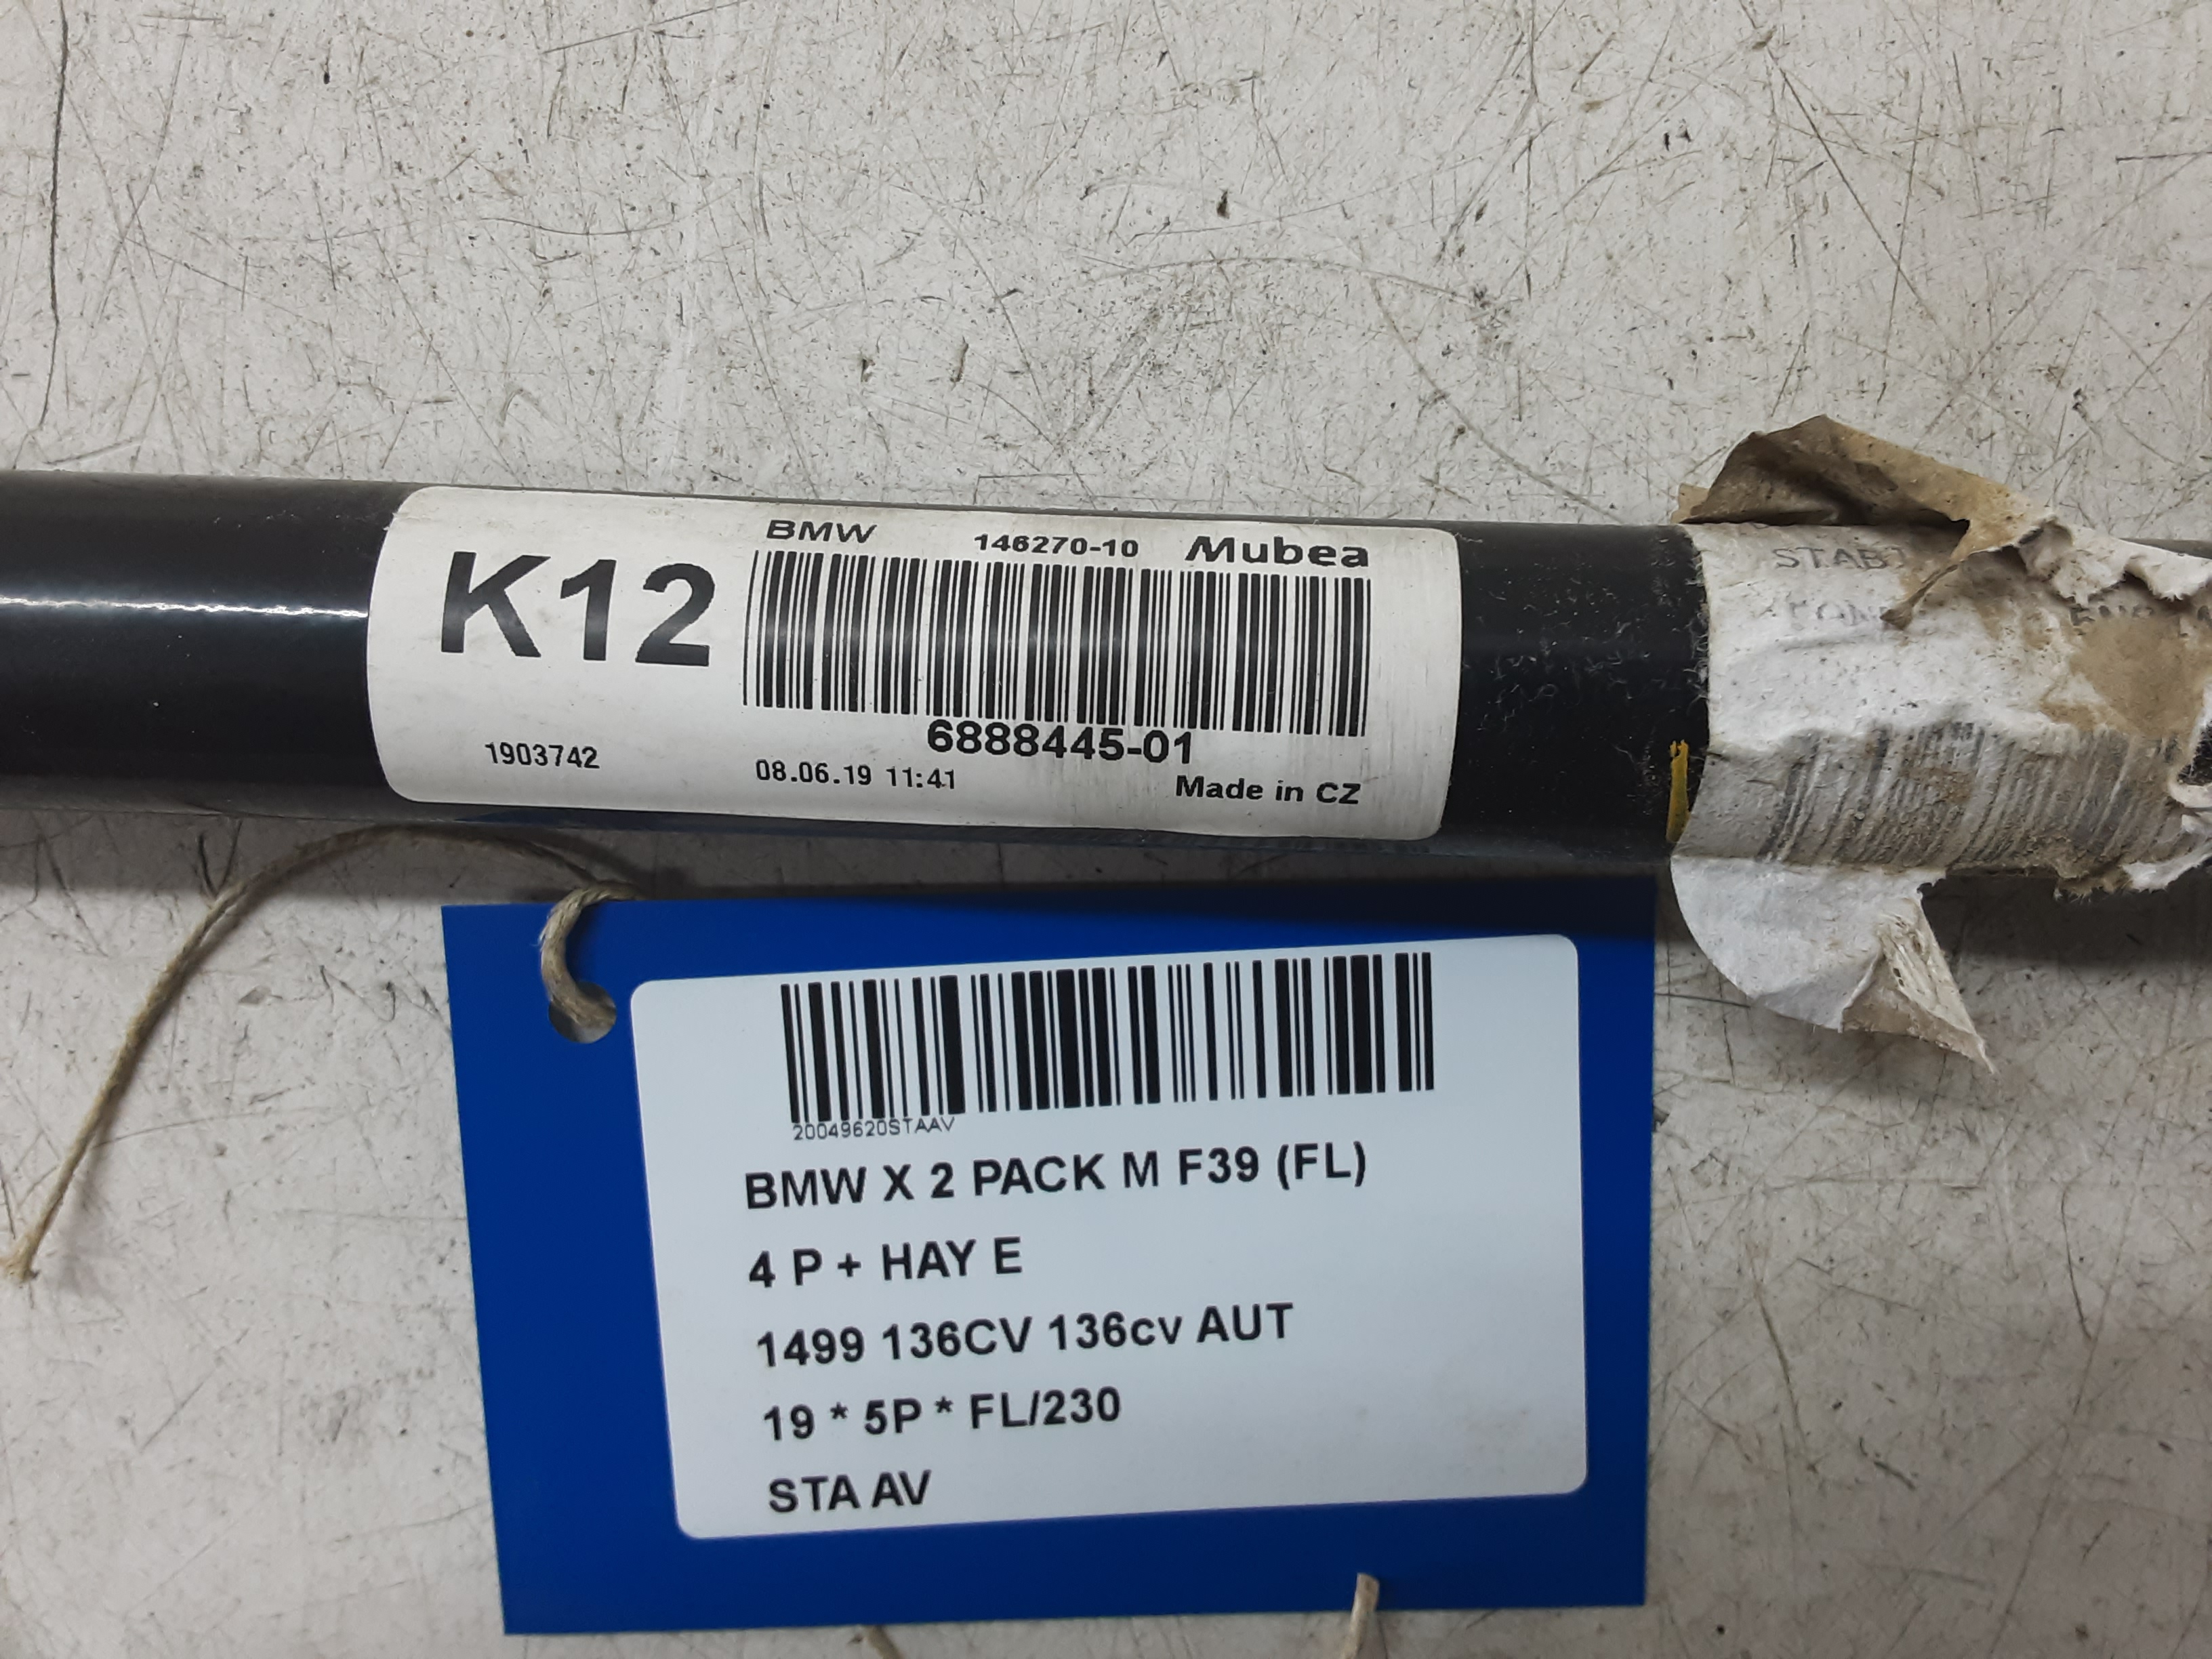 BMW 146270-10 Mubea
K12
6888445-01
1903742 08.06.19 11:41 Made in CZ
20049620STAAV
BMW X 2 PACK M F39 (FL)
4 P + HAY E
1499 136CV 136cv AUT
19 * 5P * FL/230
STA AV